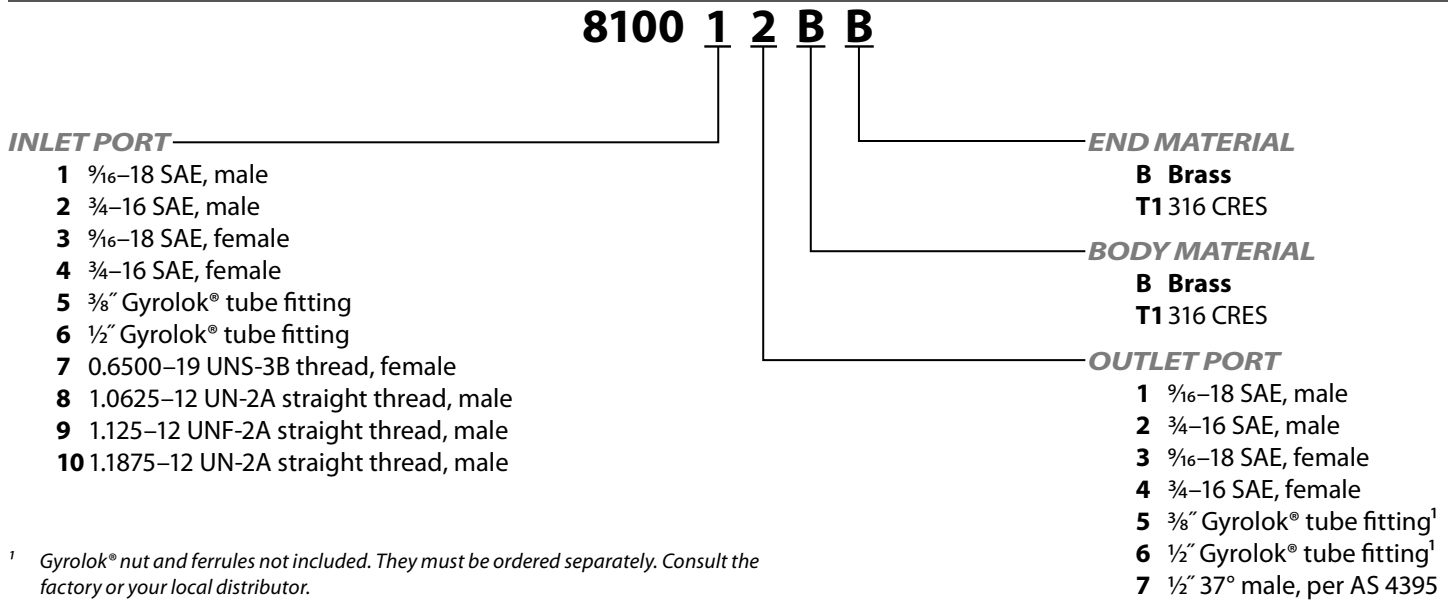 8100 1 2 B B
INLET PORT
1 ⁹⁄₁₆–18 SAE, male
2 ¾–16 SAE, male
3 ⁹⁄₁₆–18 SAE, female
4 ¾–16 SAE, female
5 ⅜˝ Gyrolok® tube fitting
6 ½˝ Gyrolok® tube fitting
7 0.6500–19 UNS-3B thread, female
8 1.0625–12 UN-2A straight thread, male
9 1.125–12 UNF-2A straight thread, male
10 1.1875–12 UN-2A straight thread, male
¹ Gyrolok® nut and ferrules not included. They must be ordered separately. Consult the
factory or your local distributor.
END MATERIAL
B Brass
T1 316 CRES
BODY MATERIAL
B Brass
T1 316 CRES
OUTLET PORT
1 ⁹⁄₁₆–18 SAE, male
2 ¾–16 SAE, male
3 ⁹⁄₁₆–18 SAE, female
4 ¾–16 SAE, female
5 ⅜˝ Gyrolok® tube fitting¹
6 ½˝ Gyrolok® tube fitting¹
7 ½˝ 37° male, per AS 4395